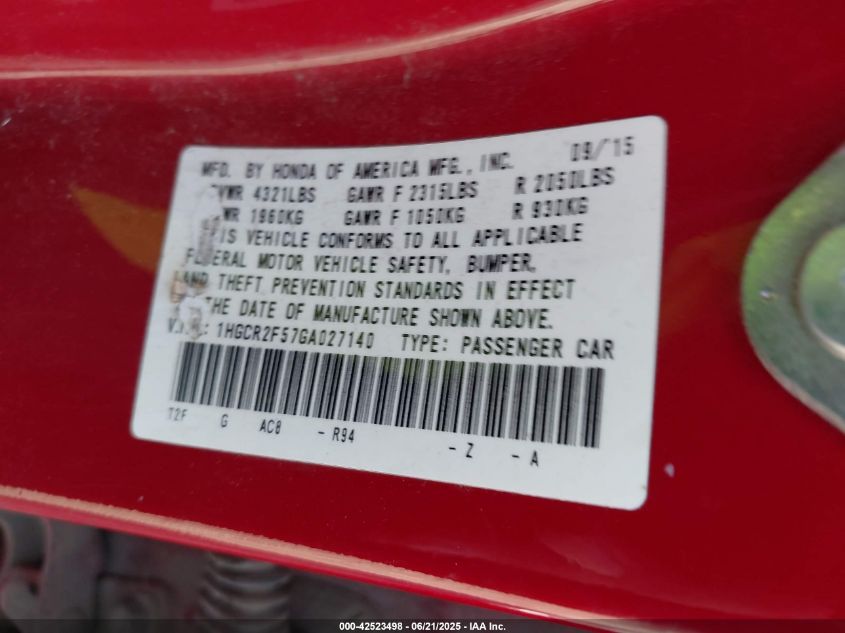 MFD. BY HONDA OF AMERICA MFG., INC. 09/15
GVWR 4321LBS GAWR F 2315LBS R 2050LBS
GVWR 1960KG GAWR F 1050KG R 930KG
THIS VEHICLE CONFORMS TO ALL APPLICABLE
FEDERAL MOTOR VEHICLE SAFETY, BUMPER,
AND THEFT PREVENTION STANDARDS IN EFFECT
ON THE DATE OF MANUFACTURE SHOWN ABOVE.
V.I.N.: 1HGCR2F57GA027140 TYPE: PASSENGER CAR
T2F G AC8 - R94 - Z - A
000-42523498 - 06/21/2025 - IAA Inc.